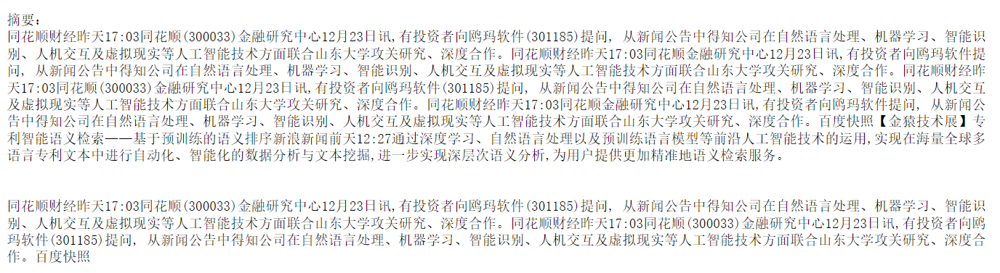 摘要:
同花顺财经昨天17:03同花顺(300033)金融研究中心12月23日讯,有投资者向鸥玛软件(301185)提问, 从新闻公告中得知公司在自然语言处理、机器学习、智能识
别、人机交互及虚拟现实等人工智能技术方面联合山东大学攻关研究、深度合作。同花顺财经昨天17:03同花顺金融研究中心12月23日讯,有投资者向鸥玛软件提
问, 从新闻公告中得知公司在自然语言处理、机器学习、智能识别、人机交互及虚拟现实等人工智能技术方面联合山东大学攻关研究、深度合作。同花顺财经昨
天17:03同花顺(300033)金融研究中心12月23日讯,有投资者向鸥玛软件(301185)提问, 从新闻公告中得知公司在自然语言处理、机器学习、智能识别、人机交互
及虚拟现实等人工智能技术方面联合山东大学攻关研究、深度合作。同花顺财经昨天17:03同花顺金融研究中心12月23日讯,有投资者向鸥玛软件提问, 从新闻公
告中得知公司在自然语言处理、机器学习、智能识别、人机交互及虚拟现实等人工智能技术方面联合山东大学攻关研究、深度合作。百度快照【金猿技术展】专
利智能语义检索——基于预训练的语义排序新浪新闻前天12:27通过深度学习、自然语言处理以及预训练语言模型等前沿人工智能技术的运用,实现在海量全球多
语言专利文本中进行自动化、智能化的数据分析与文本挖掘,进一步实现深层次语义分析,为用户提供更加精准地语义检索服务。
同花顺财经昨天17:03同花顺(300033)金融研究中心12月23日讯,有投资者向鸥玛软件(301185)提问, 从新闻公告中得知公司在自然语言处理、机器学习、智能识
别、人机交互及虚拟现实等人工智能技术方面联合山东大学攻关研究、深度合作。同花顺财经昨天17:03同花顺(300033)金融研究中心12月23日讯,有投资者向鸥
玛软件(301185)提问, 从新闻公告中得知公司在自然语言处理、机器学习、智能识别、人机交互及虚拟现实等人工智能技术方面联合山东大学攻关研究、深度合
作。百度快照